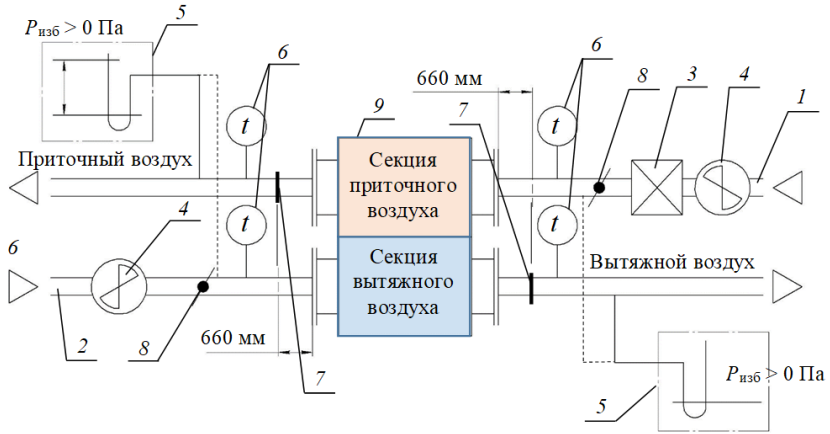 Pизб > 0 Па
5
6
6
660 мм
7
8
3
4
1
9
t
t
Приточный воздух
Секция
приточного
воздуха
4
t
t
6
7
Вытяжной воздух
Секция
вытяжного
воздуха
2
8
660 мм
7
5
Pизб > 0 Па